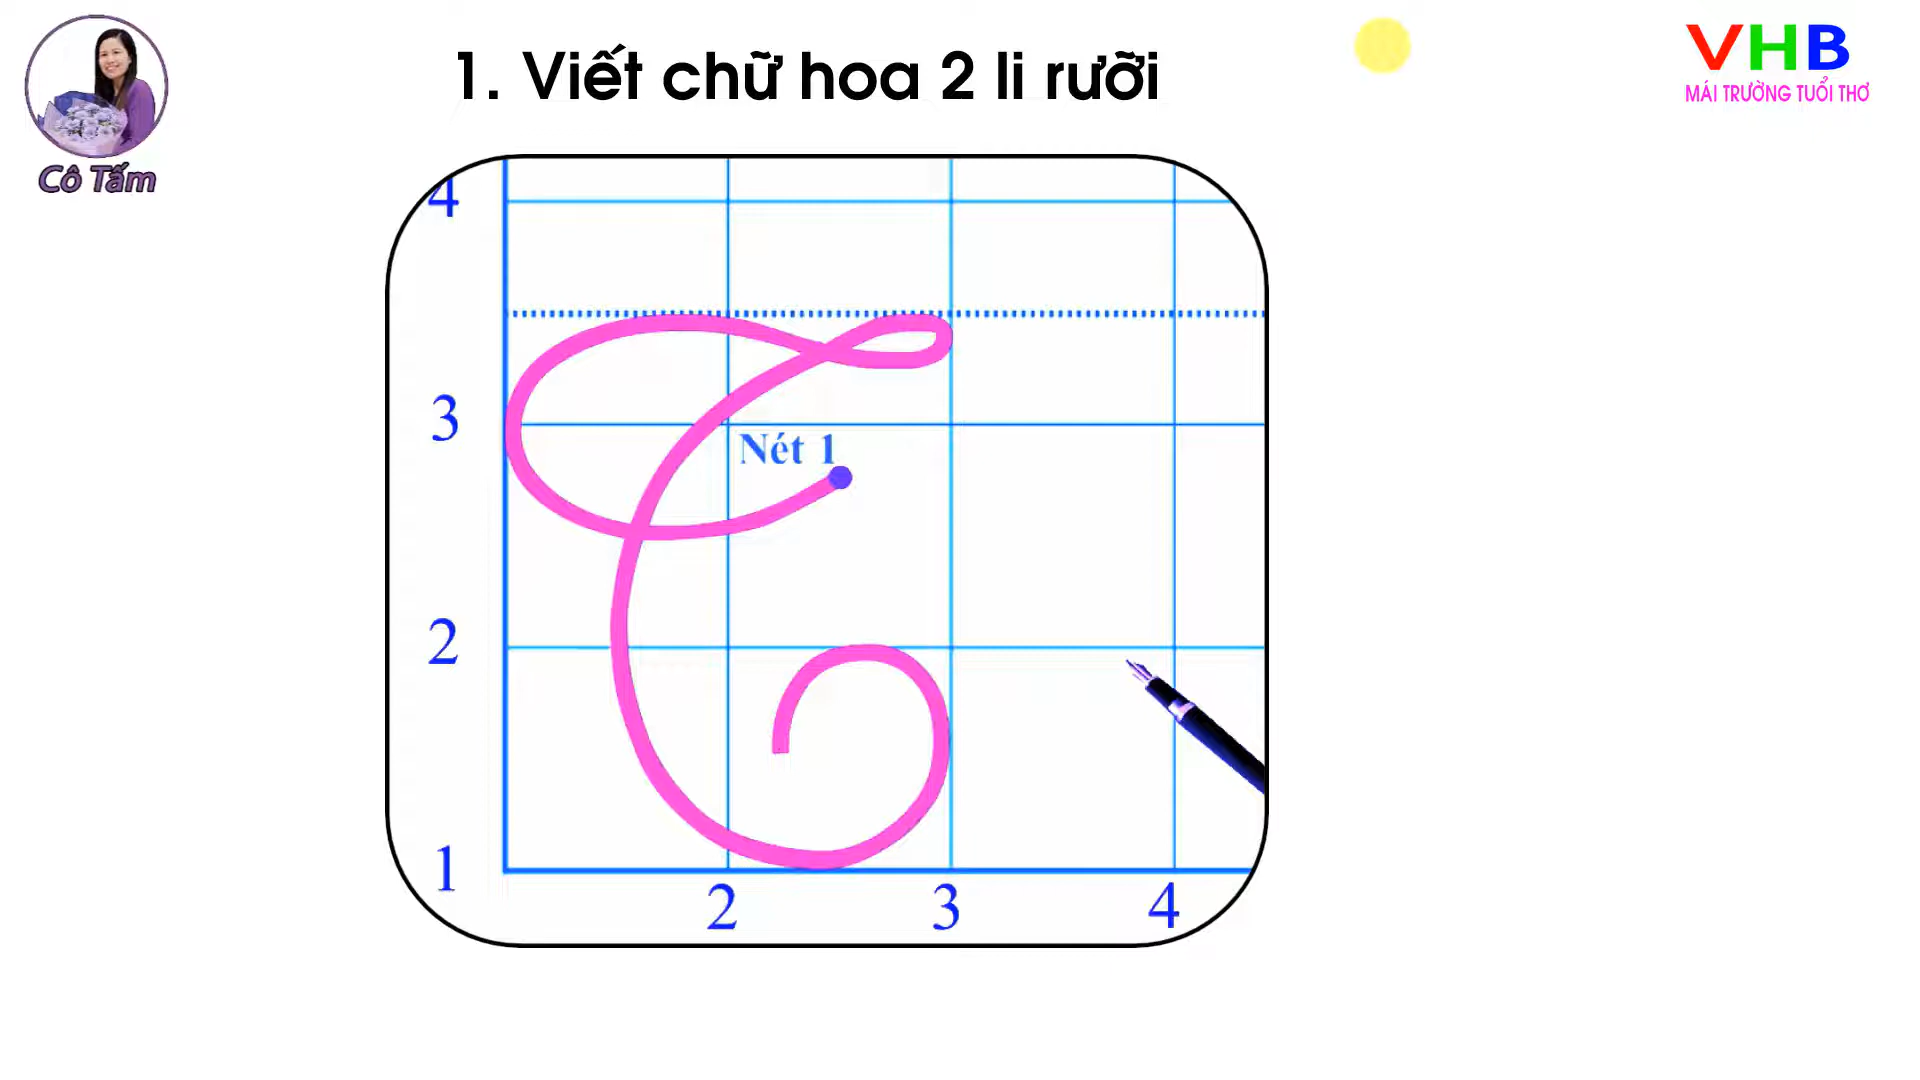 1. Viết chữ hoa 2 li rưỡi
VHB
MÁI TRƯỜNG TUỔI THƠ
Cô Tấm
4
3
Nét 1
2
1
2 3 4